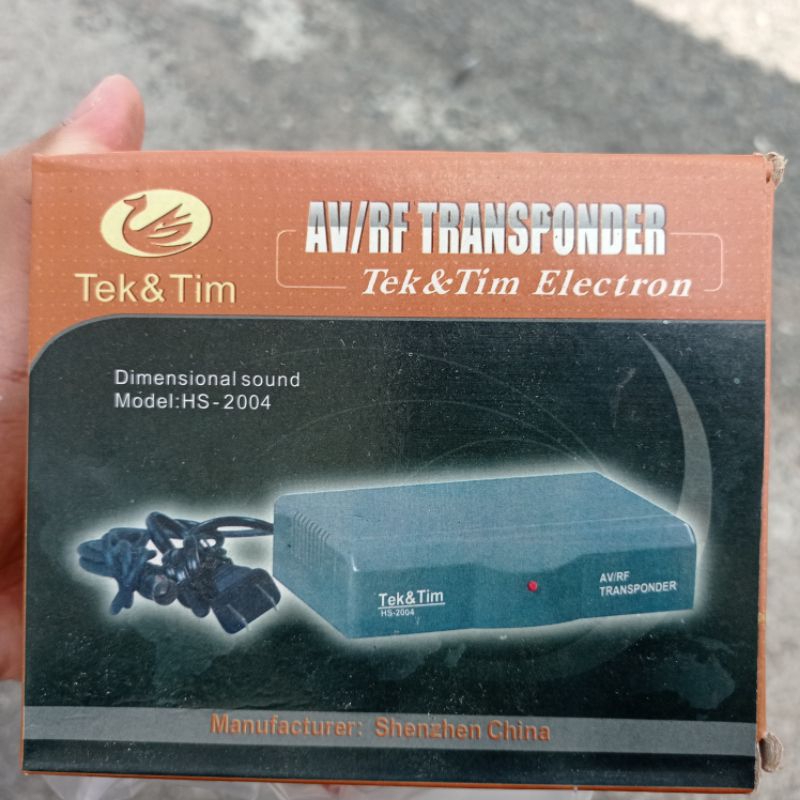 Tek&Tim
AV/RF TRANSPONDER
Tek&Tim Electron
Dimensional sound
Model:HS-2004
Tek&Tim
HS-2004
AV/RF
TRANSPONDER
Manufacturer: Shenzhen China